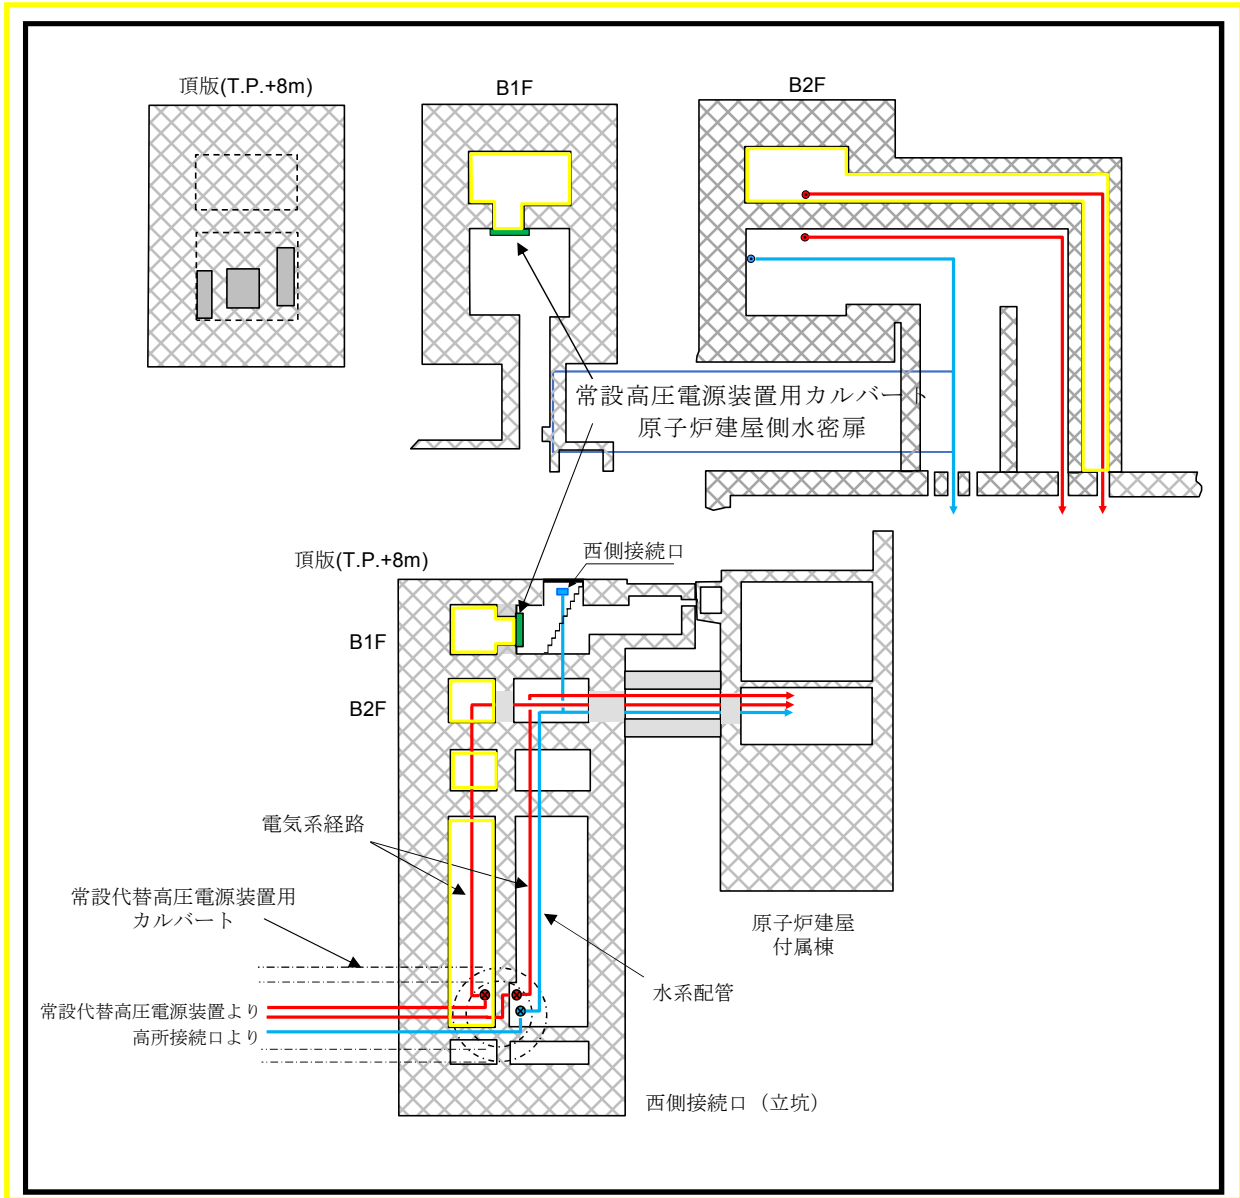 頂版(T.P.+8m)
B1F
B2F
常設高圧電源装置用カルバート
原子炉建屋側水密扉
頂版(T.P.+8m)
西側接続口
B1F
B2F
電気系経路
常設代替高圧電源装置用
カルバート
原子炉建屋
付属棟
水系配管
常設代替高圧電源装置より
高所接続口より
西側接続口（立坑）